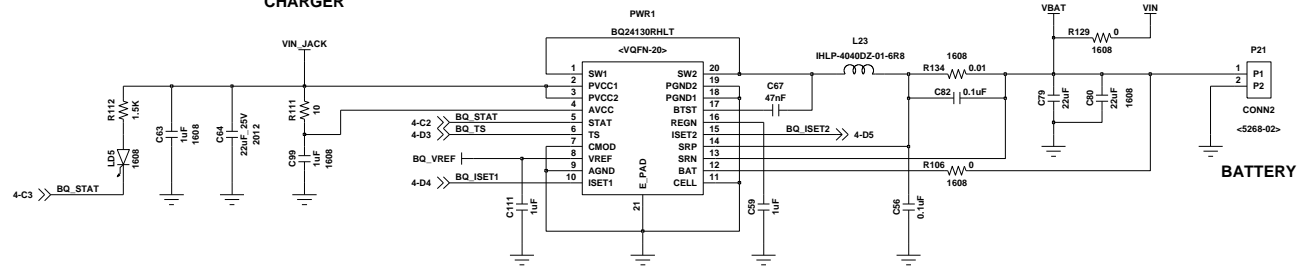 CHARGER
PWR1
BQ24130RHLT
<VQFN-20>
VIN_JACK
R112
1.5K
LD5
1608
4-C3
BQ_STAT
C63
1uF
1608
C64
22uF_25V
2012
R111
10
C99
1uF
1608
4-C2
BQ_STAT
4-D3
BQ_TS
BQ_VREF
4-D4
BQ_ISET1
C111
1uF
1 SW1
2 PVCC1
3 PVCC2
4 AVCC
5 STAT
6 TS
7 CMOD
8 VREF
9 AGND
10 ISET1
E_PAD
21
SW2 20
PGND2 19
PGND1 18
BTST 17
REGN 16
ISET2 15
SRP 14
SRN 13
BAT 12
CELL 11
C67
47nF
BQ_ISET2
4-D5
C59
1uF
L23
IHLP-4040DZ-01-6R8
1608
R134 0.01
C82 0.1uF
R106 0
1608
C56
0.1uF
VBAT
VIN
R129 0
1608
C79
22uF
C80
22uF
1608
P21
1 P1
2 P2
CONN2
<5268-02>
BATTERY